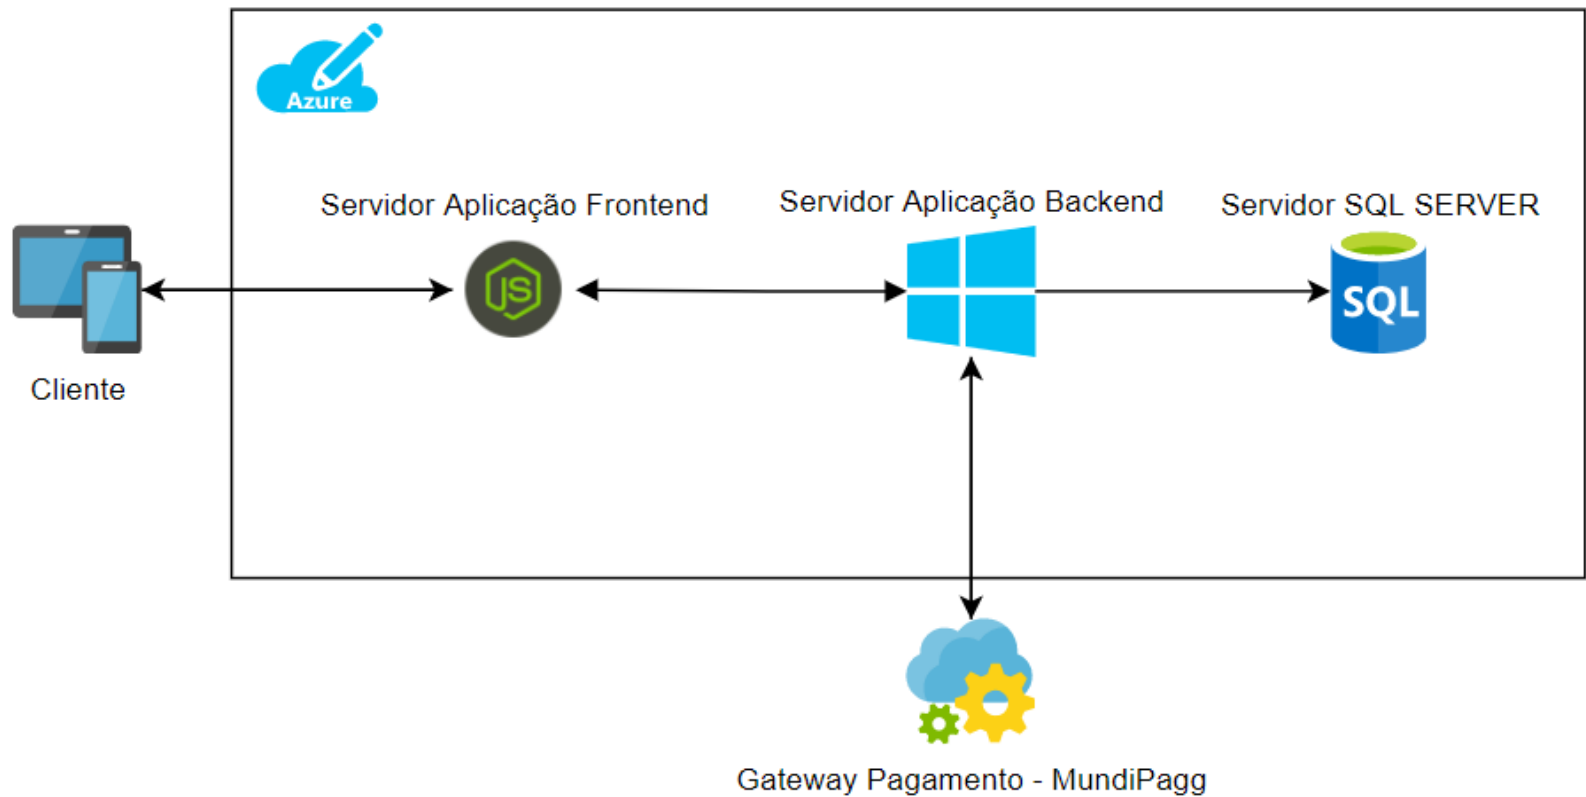 Azure
Servidor Aplicação Frontend
Servidor Aplicação Backend
Servidor SQL SERVER
JS
SQL
Cliente
Gateway Pagamento - MundiPagg